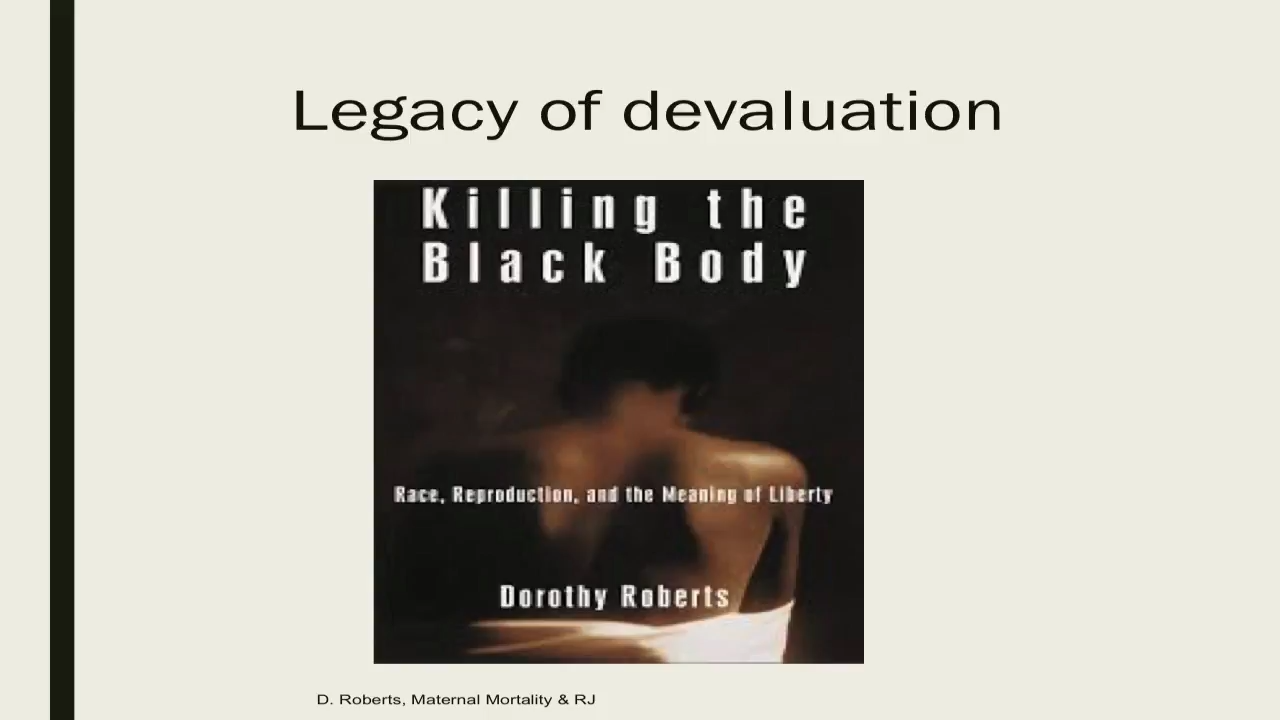 Legacy of devaluation
Killing the
Black Body
Race, Reproduction, and the Meaning of Liberty
Dorothy Roberts
D. Roberts, Maternal Mortality & RJ